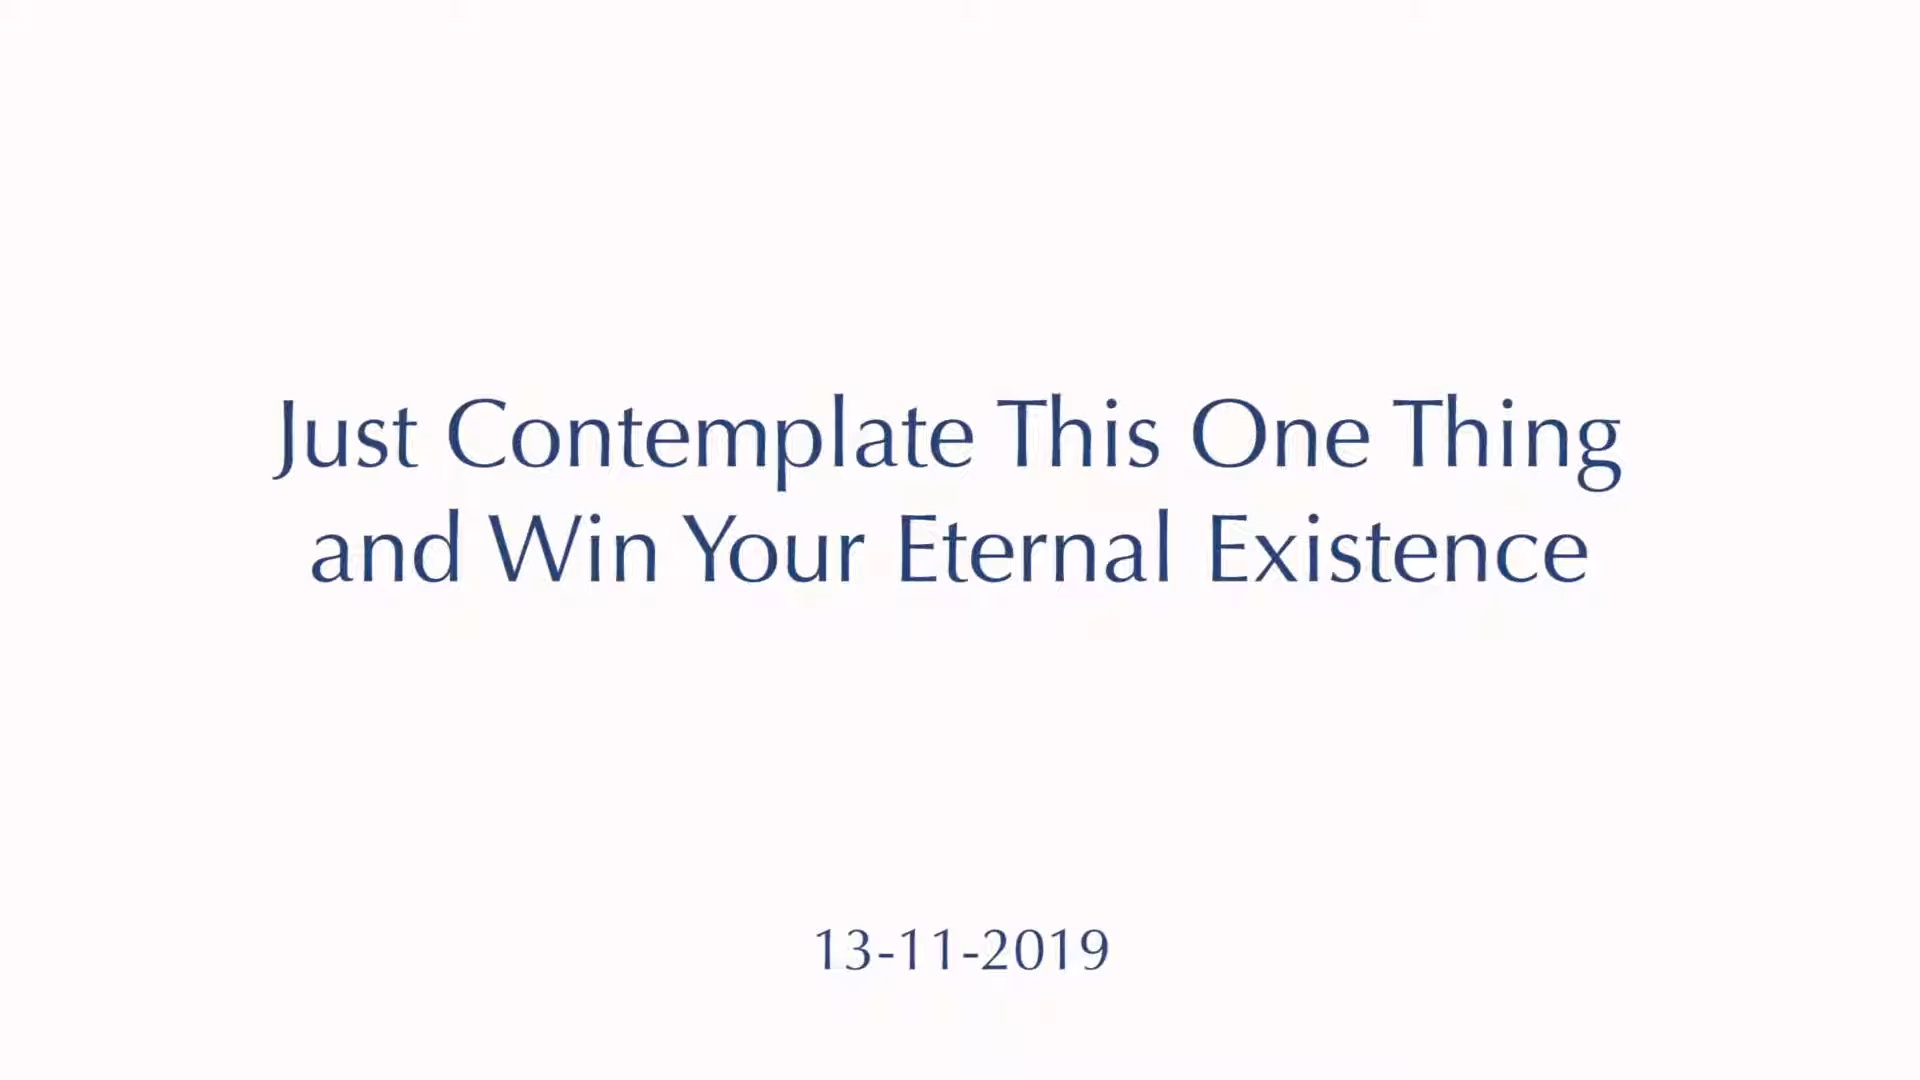 Just Contemplate This One Thing
and Win Your Eternal Existence
13-11-2019